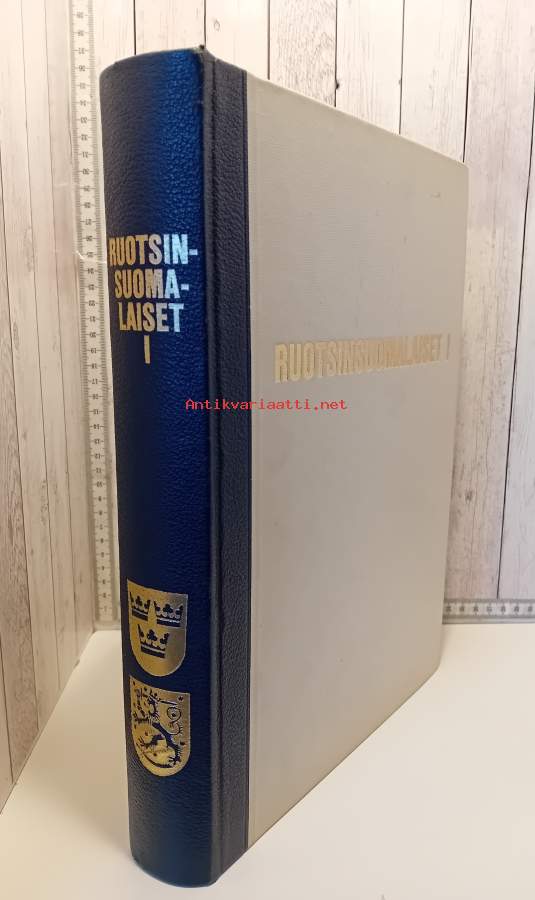 RUOTSIN-
SUOMA-
LAISET
I
RUOTSINSUOMALAISET I
Antikvariaatti.net